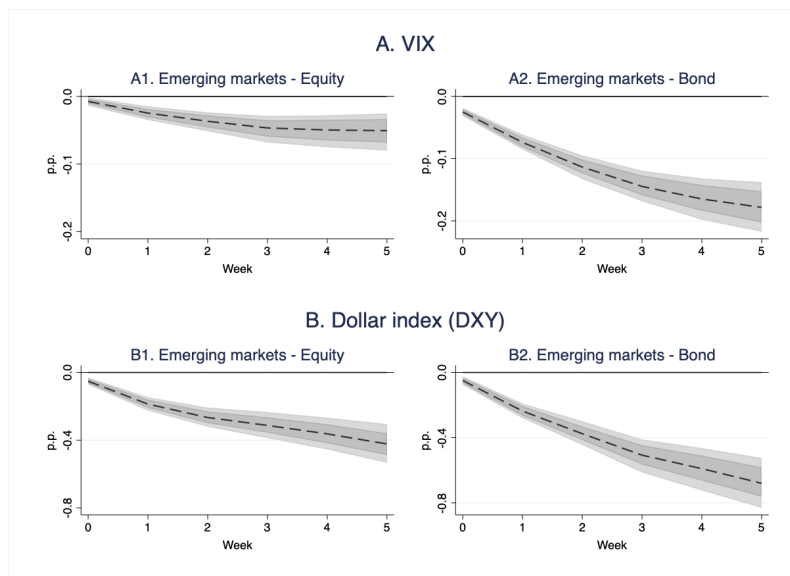 A. VIX
A1. Emerging markets - Equity
p.p.
0.0
-0.1
-0.2
0 1 2 3 4 5
Week
A2. Emerging markets - Bond
p.p.
0.0
-0.1
-0.2
0 1 2 3 4 5
Week
B. Dollar index (DXY)
B1. Emerging markets - Equity
p.p.
0.0
-0.4
-0.8
0 1 2 3 4 5
Week
B2. Emerging markets - Bond
p.p.
0.0
-0.4
-0.8
0 1 2 3 4 5
Week